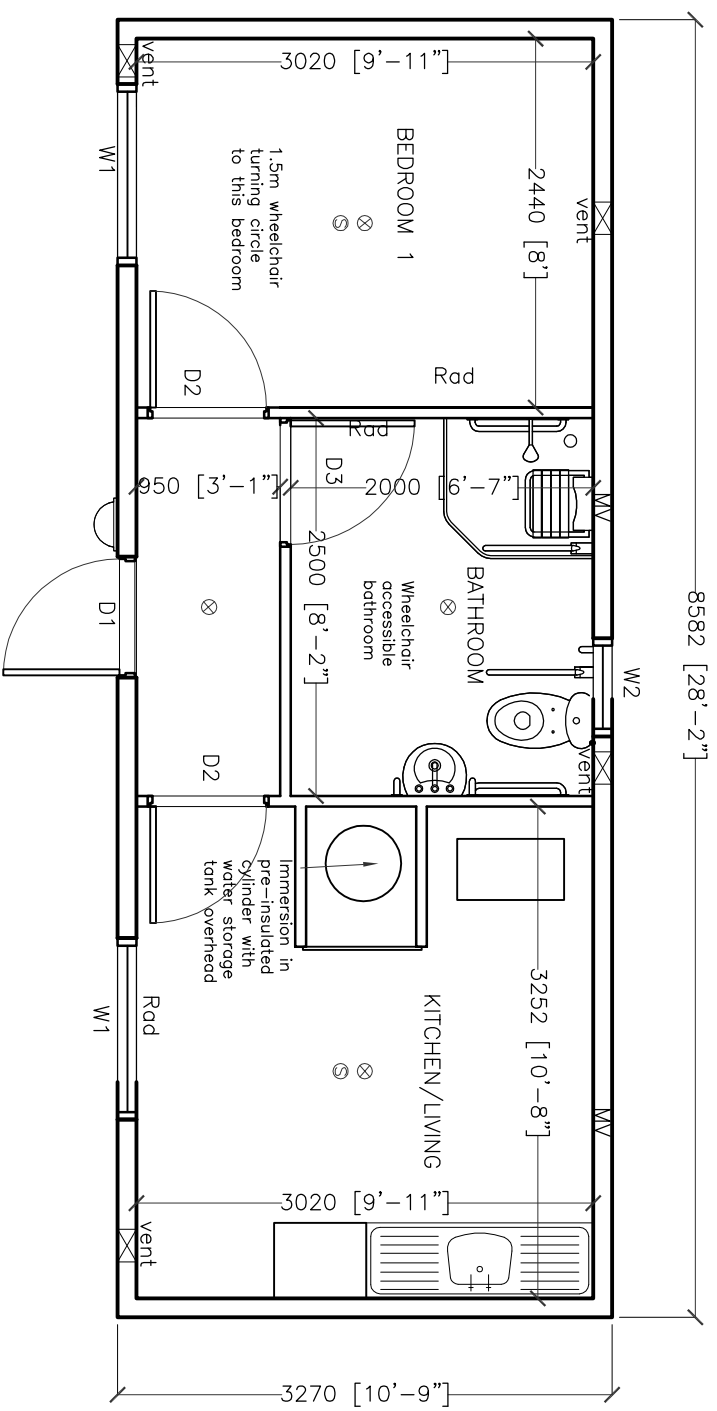 vent
3020 [9'-11"]
W1
BEDROOM 1
1.5m wheelchair
turning circle
to this bedroom
S
2440 [8']
vent
D2
Rad
Rad
D3
950 [3'-1"]
2000 [6'-7"]
MV
2500 [8'-2"]
BATHROOM
Wheelchair
accessible
bathroom
D1
W2
8582 [28'-2"]
D2
vent
Immersion in
pre-insulated
cylinder with
water storage
tank overhead
W1
Rad
KITCHEN/LIVING
S
3252 [10'-8"]
MV
3020 [9'-11"]
vent
3270 [10'-9"]